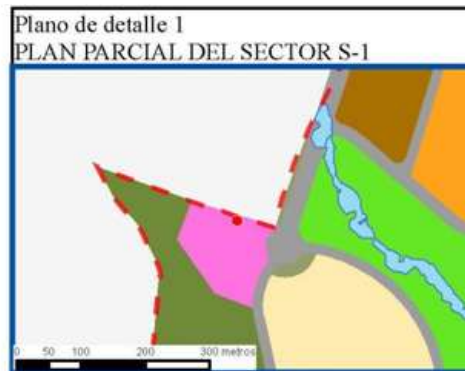 Plano de detalle 1
PLAN PARCIAL DEL SECTOR S-1
0 50 100 200 300 metros